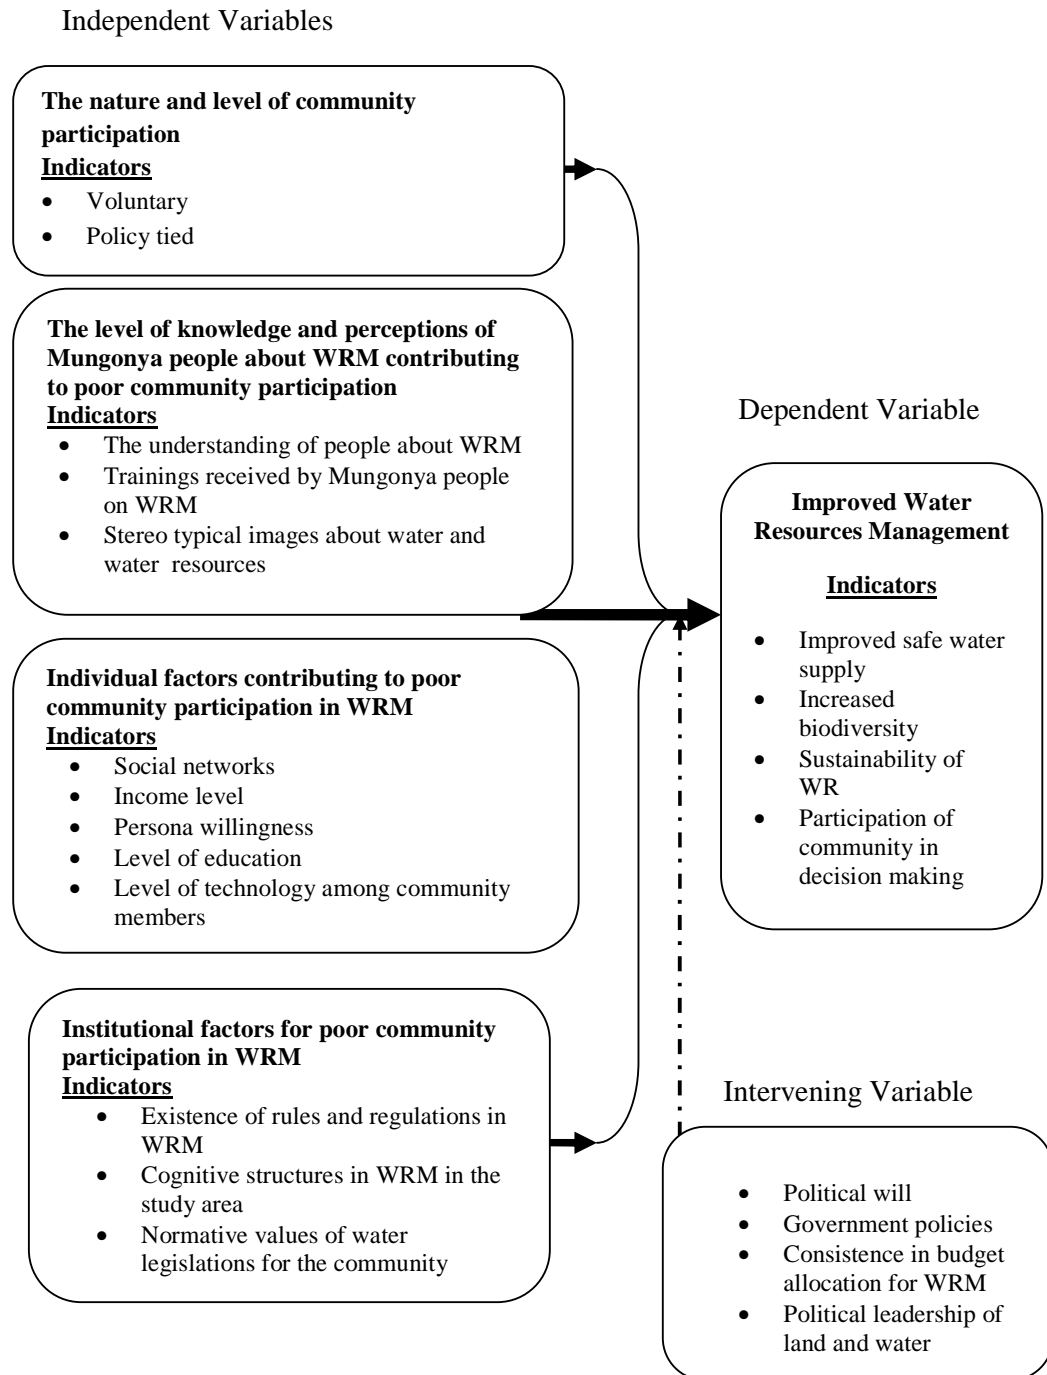 Independent Variables
The nature and level of community
participation
Indicators
• Voluntary
• Policy tied
The level of knowledge and perceptions of
Mungonya people about WRM contributing
to poor community participation
Indicators
• The understanding of people about WRM
• Trainings received by Mungonya people
on WRM
• Stereo typical images about water and
water resources
Individual factors contributing to poor
community participation in WRM
Indicators
• Social networks
• Income level
• Persona willingness
• Level of education
• Level of technology among community
members
Institutional factors for poor community
participation in WRM
Indicators
• Existence of rules and regulations in
WRM
• Cognitive structures in WRM in the
study area
• Normative values of water
legislations for the community
Dependent Variable
Improved Water
Resources Management
Indicators
• Improved safe water
supply
• Increased
biodiversity
• Sustainability of
WR
• Participation of
community in
decision making
Intervening Variable
• Political will
• Government policies
• Consistence in budget
allocation for WRM
• Political leadership of
land and water